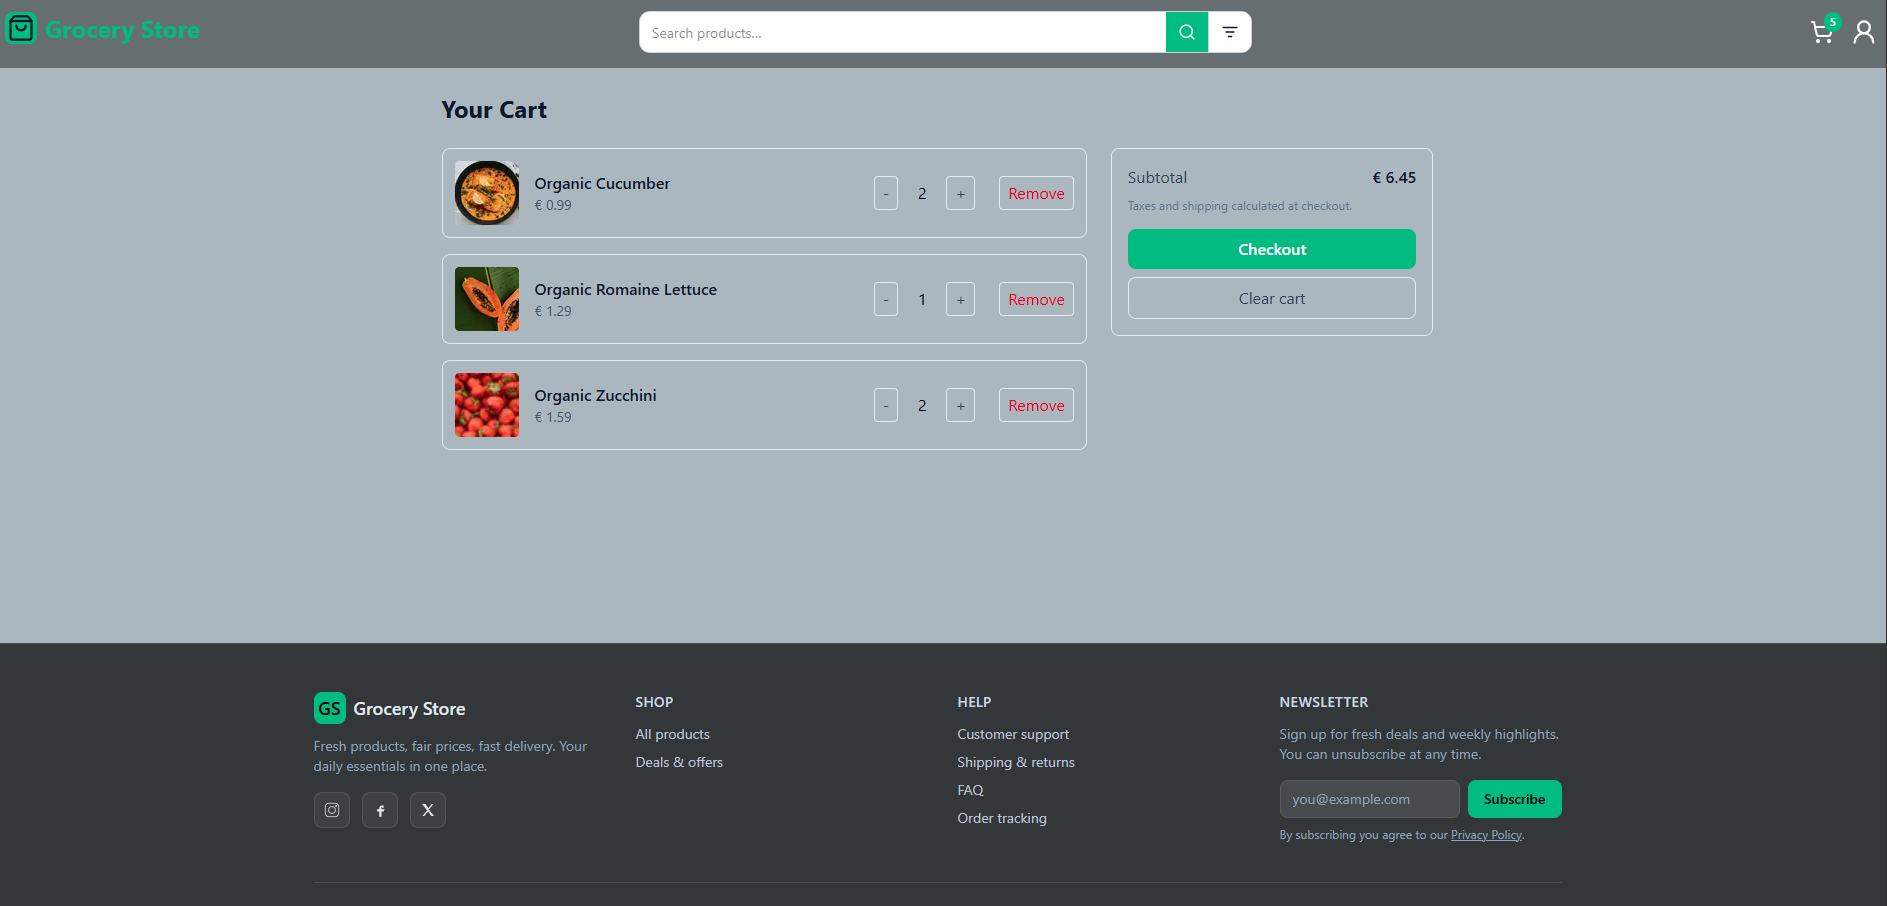 Grocery Store
Search products...
5
Your Cart
Organic Cucumber
€ 0.99
- 2 + Remove
Organic Romaine Lettuce
€ 1.29
- 1 + Remove
Organic Zucchini
€ 1.59
- 2 + Remove
Subtotal € 6.45
Taxes and shipping calculated at checkout.
Checkout
Clear cart
GS Grocery Store
Fresh products, fair prices, fast delivery. Your
daily essentials in one place.
SHOP
All products
Deals & offers
HELP
Customer support
Shipping & returns
FAQ
Order tracking
NEWSLETTER
Sign up for fresh deals and weekly highlights.
You can unsubscribe at any time.
you@example.com
Subscribe
By subscribing you agree to our Privacy Policy.